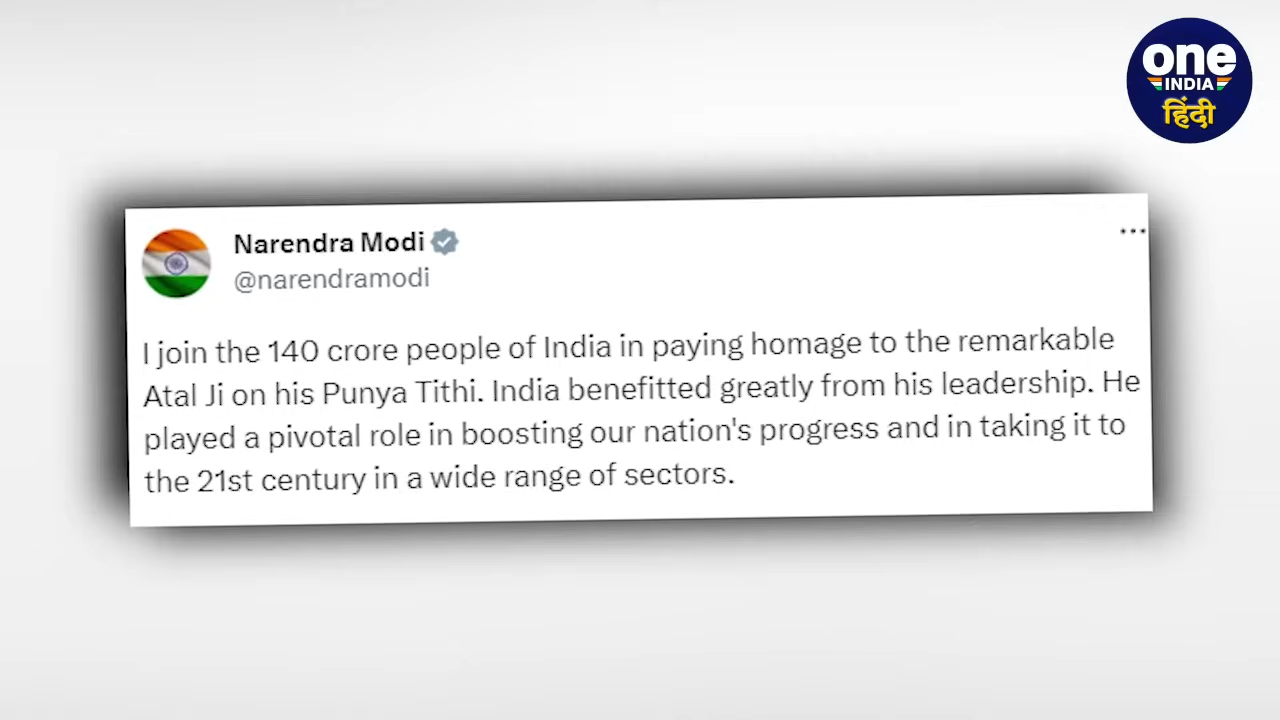 one
INDIA
हिंदी
Narendra Modi
@narendramodi
I join the 140 crore people of India in paying homage to the remarkable
Atal Ji on his Punya Tithi. India benefitted greatly from his leadership. He
played a pivotal role in boosting our nation's progress and in taking it to
the 21st century in a wide range of sectors.